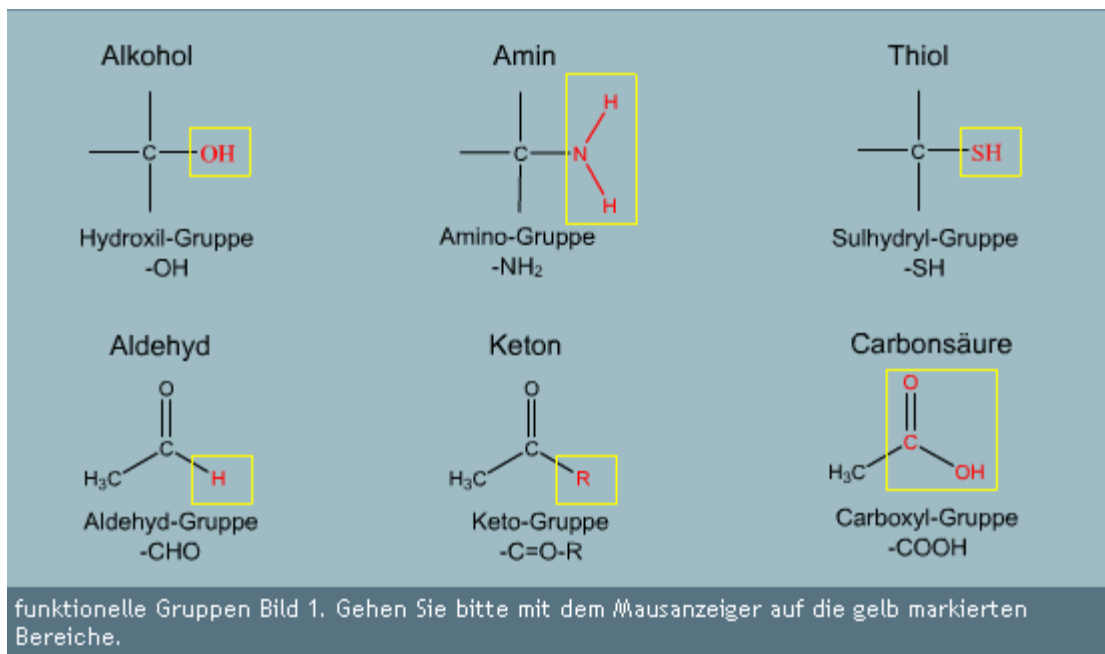 Alkohol Amin Thiol
C OH
H
C N
H
C SH
Hydroxil-Gruppe Amino-Gruppe Sulhydryl-Gruppe
-OH -NH₂ -SH
Aldehyd Keton Carbonsäure
O O O
C C C
H₃C H H₃C R H₃C OH
Aldehyd-Gruppe Keto-Gruppe Carboxyl-Gruppe
-CHO -C=O-R -COOH
funktionelle Gruppen Bild 1. Gehen Sie bitte mit dem Mausanzeiger auf die gelb markierten
Bereiche.